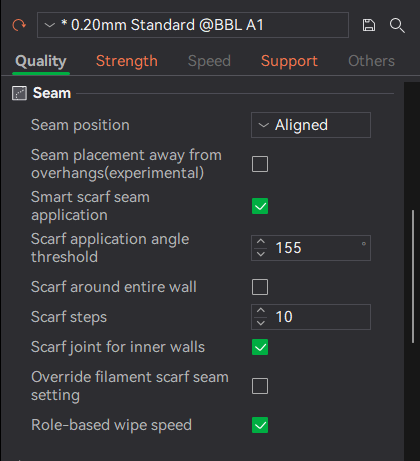 * 0.20mm Standard @BBL A1
Quality Strength Speed Support Others
Seam
Seam position Aligned
Seam placement away from
overhangs(experimental)
Smart scarf seam
application
Scarf application angle
threshold 155 °
Scarf around entire wall
Scarf steps 10
Scarf joint for inner walls
Override filament scarf seam
setting
Role-based wipe speed